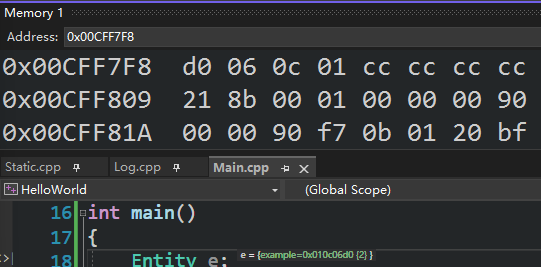 Memory 1
Address: 0x00CFF7F8
0x00CFF7F8 d0 06 0c 01 cc cc cc cc
0x00CFF809 21 8b 00 01 00 00 00 90
0x00CFF81A 00 00 90 f7 0b 01 20 bf
Static.cpp Log.cpp Main.cpp
HelloWorld (Global Scope)
16 int main()
17 {
18 Entity e; e = {example=0x010c06d0 {2} }